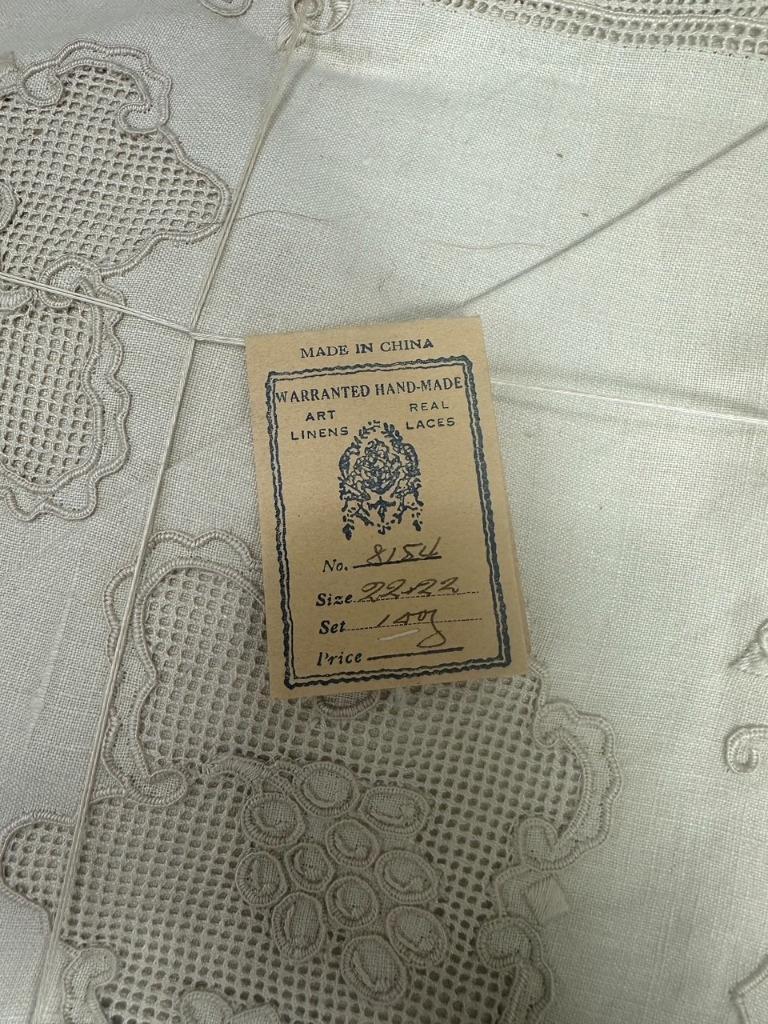 MADE IN CHINA
WARRANTED HAND-MADE
ART REAL
LINENS LACES
No. 8154
Size 22x22
Set
Price